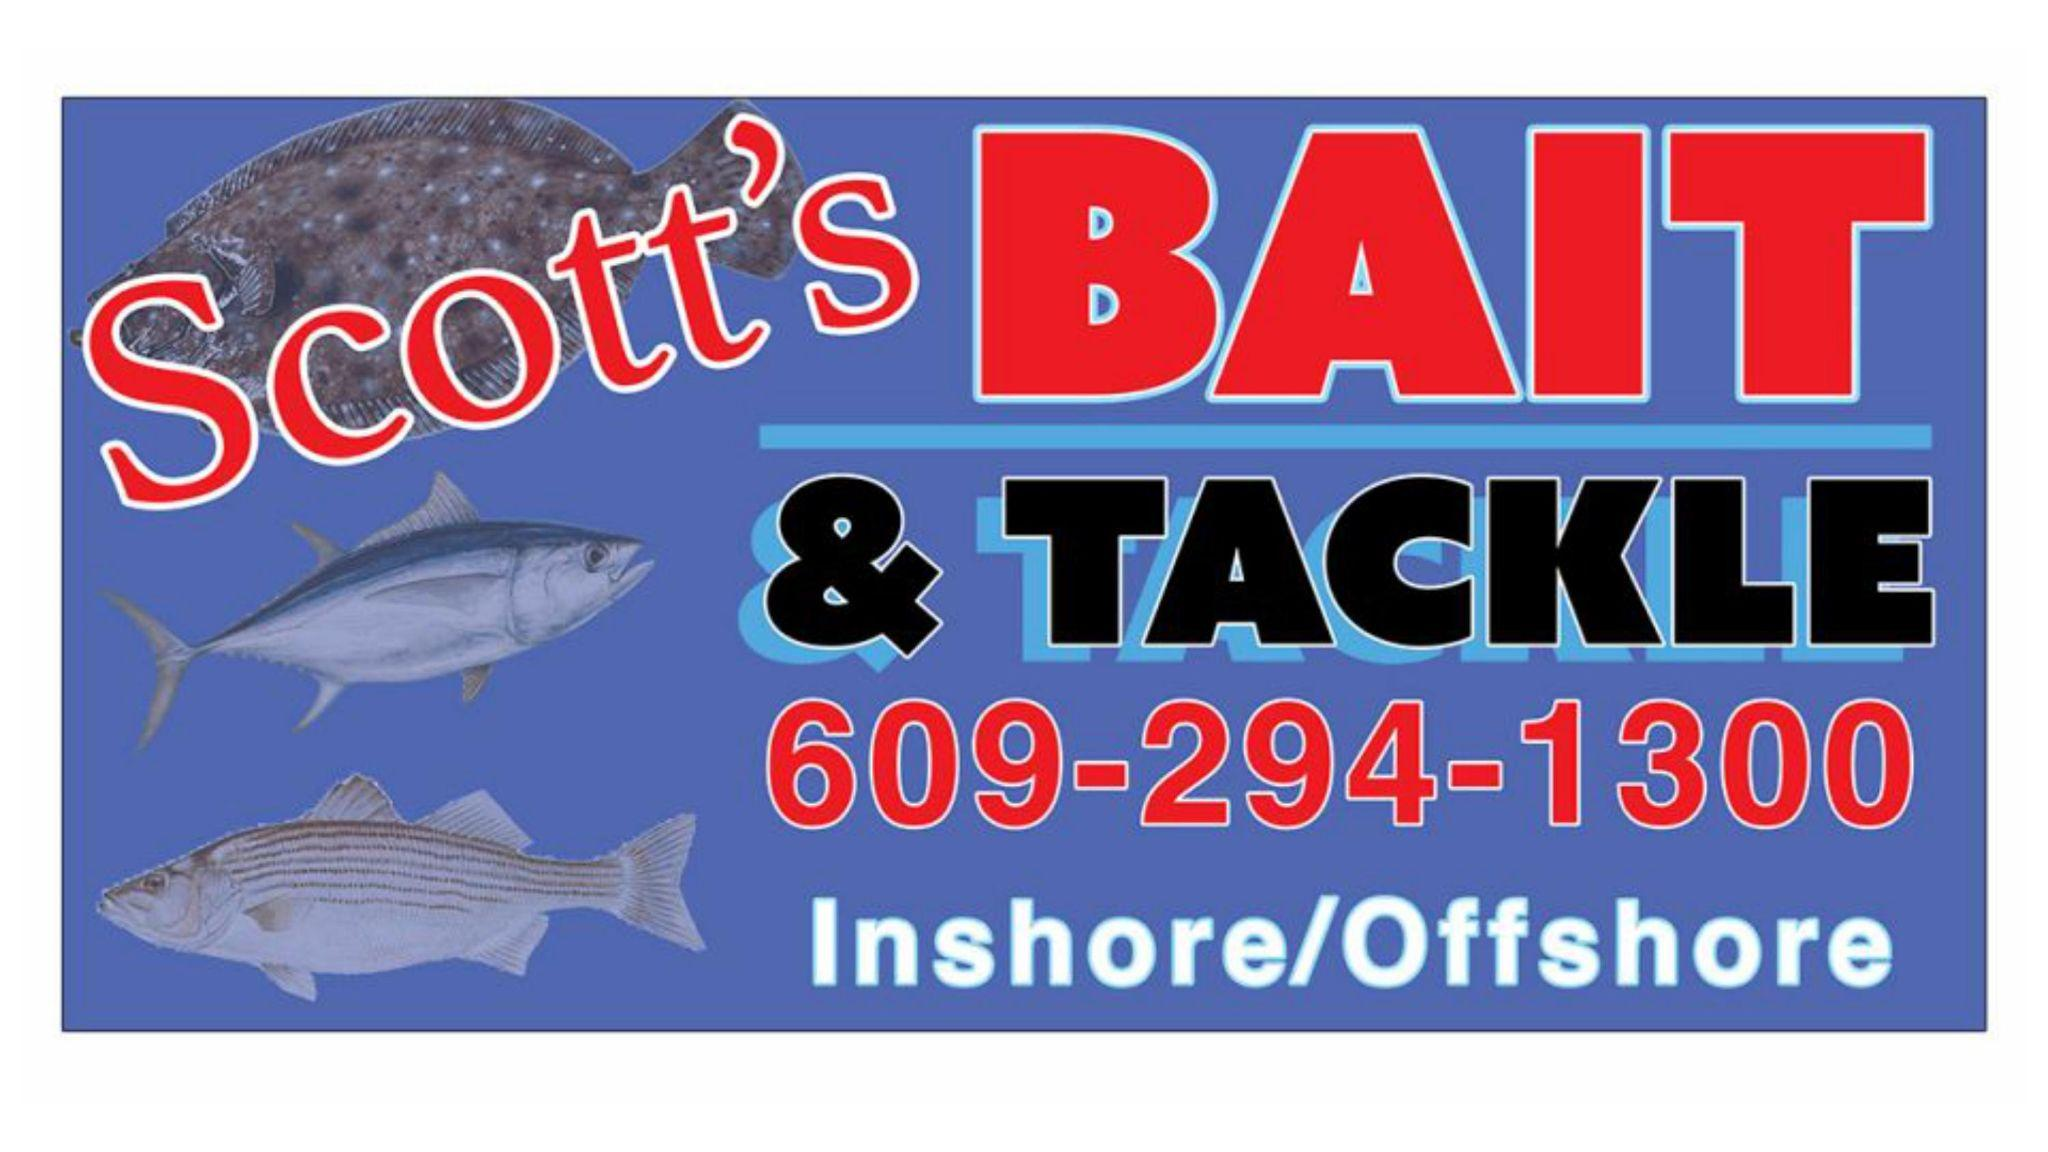 Scott's BAIT
& TACKLE
609-294-1300
Inshore/Offshore